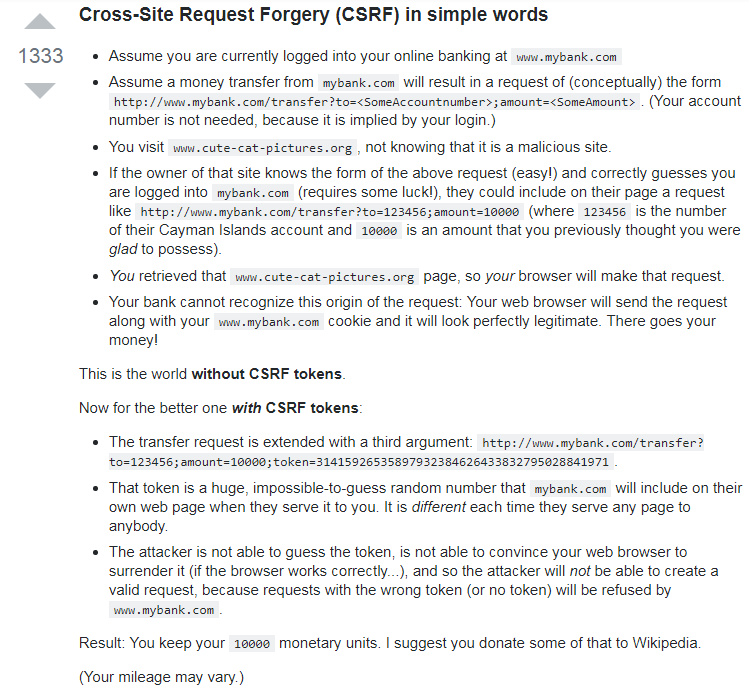 Cross-Site Request Forgery (CSRF) in simple words
1333
• Assume you are currently logged into your online banking at www.mybank.com
• Assume a money transfer from mybank.com will result in a request of (conceptually) the form
http://www.mybank.com/transfer?to=<SomeAccountnumber>;amount=<SomeAmount> . (Your account
number is not needed, because it is implied by your login.)
• You visit www.cute-cat-pictures.org , not knowing that it is a malicious site.
• If the owner of that site knows the form of the above request (easy!) and correctly guesses you
are logged into mybank.com (requires some luck!), they could include on their page a request
like http://www.mybank.com/transfer?to=123456;amount=10000 (where 123456 is the number
of their Cayman Islands account and 10000 is an amount that you previously thought you were
glad to possess).
• You retrieved that www.cute-cat-pictures.org page, so your browser will make that request.
• Your bank cannot recognize this origin of the request: Your web browser will send the request
along with your www.mybank.com cookie and it will look perfectly legitimate. There goes your
money!
This is the world without CSRF tokens.
Now for the better one with CSRF tokens:
• The transfer request is extended with a third argument: http://www.mybank.com/transfer?
to=123456;amount=10000;token=31415926535897932384626433832795028841971 .
• That token is a huge, impossible-to-guess random number that mybank.com will include on their
own web page when they serve it to you. It is different each time they serve any page to
anybody.
• The attacker is not able to guess the token, is not able to convince your web browser to
surrender it (if the browser works correctly...), and so the attacker will not be able to create a
valid request, because requests with the wrong token (or no token) will be refused by
www.mybank.com .
Result: You keep your 10000 monetary units. I suggest you donate some of that to Wikipedia.
(Your mileage may vary.)